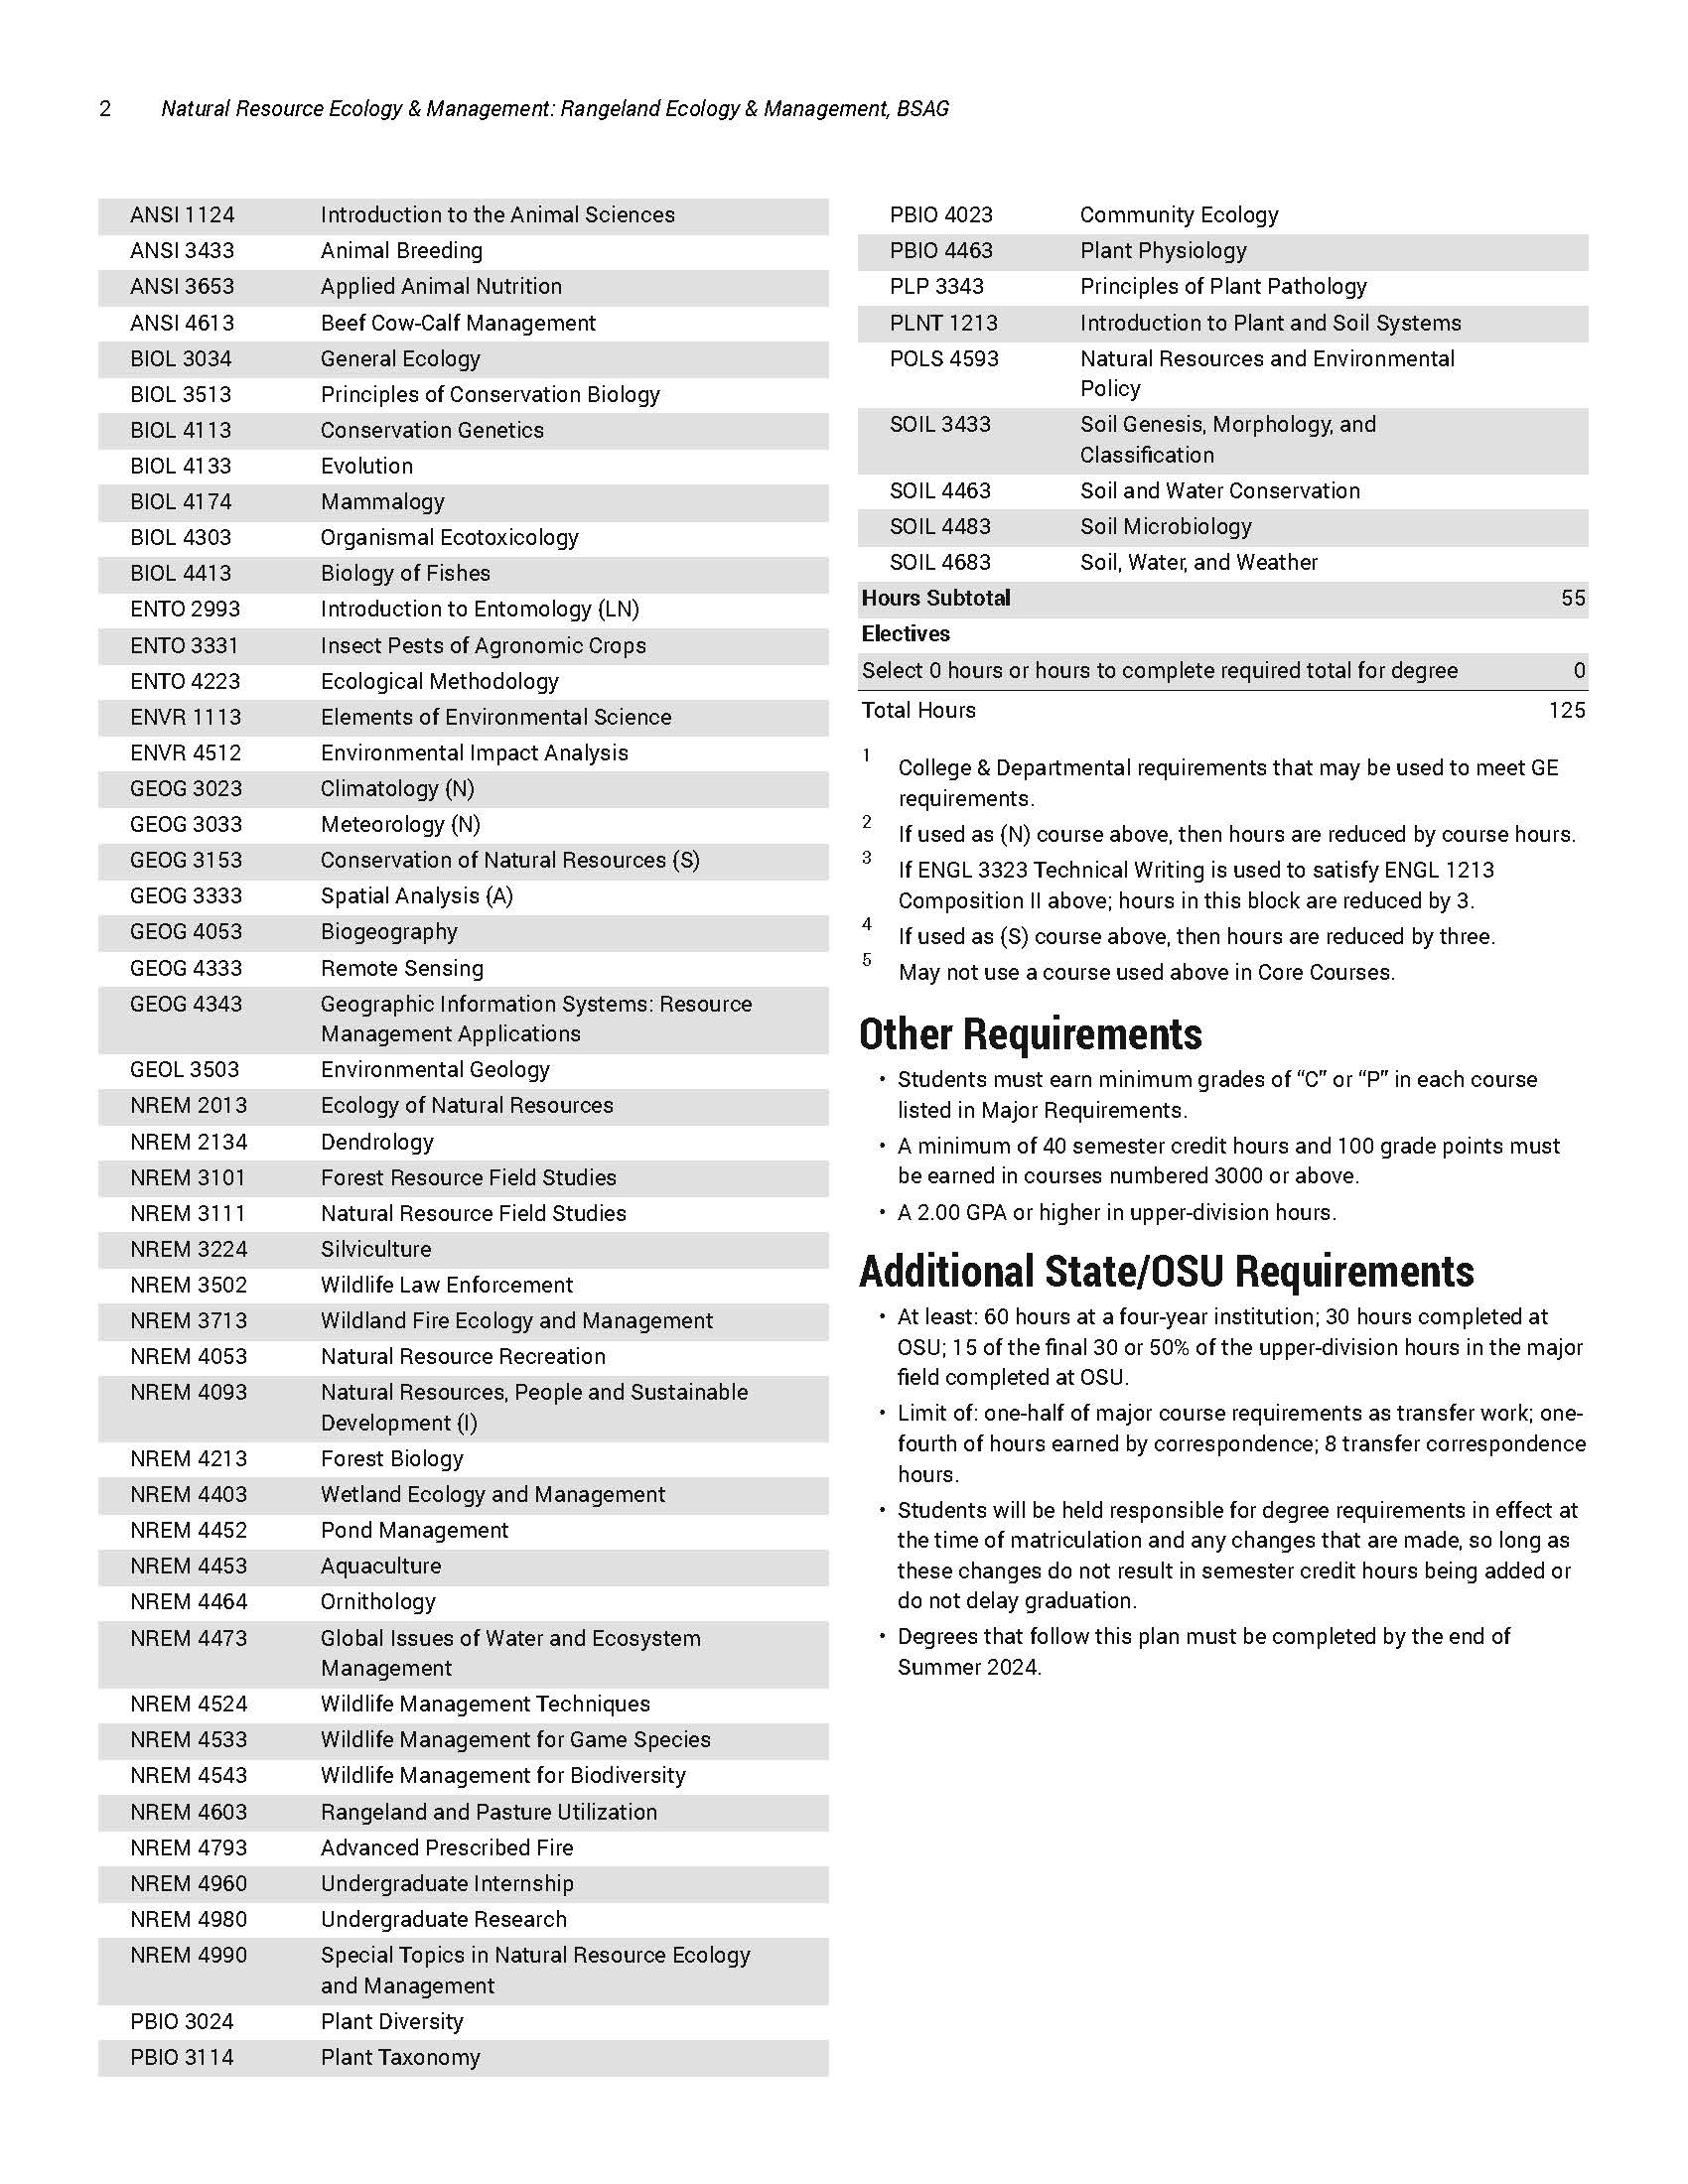 2 Natural Resource Ecology & Management: Rangeland Ecology & Management, BSAG
ANSI 1124 Introduction to the Animal Sciences
ANSI 3433 Animal Breeding
ANSI 3653 Applied Animal Nutrition
ANSI 4613 Beef Cow-Calf Management
BIOL 3034 General Ecology
BIOL 3513 Principles of Conservation Biology
BIOL 4113 Conservation Genetics
BIOL 4133 Evolution
BIOL 4174 Mammalogy
BIOL 4303 Organismal Ecotoxicology
BIOL 4413 Biology of Fishes
ENTO 2993 Introduction to Entomology (LN)
ENTO 3331 Insect Pests of Agronomic Crops
ENTO 4223 Ecological Methodology
ENVR 1113 Elements of Environmental Science
ENVR 4512 Environmental Impact Analysis
GEOG 3023 Climatology (N)
GEOG 3033 Meteorology (N)
GEOG 3153 Conservation of Natural Resources (S)
GEOG 3333 Spatial Analysis (A)
GEOG 4053 Biogeography
GEOG 4333 Remote Sensing
GEOG 4343 Geographic Information Systems: Resource
Management Applications
GEOL 3503 Environmental Geology
NREM 2013 Ecology of Natural Resources
NREM 2134 Dendrology
NREM 3101 Forest Resource Field Studies
NREM 3111 Natural Resource Field Studies
NREM 3224 Silviculture
NREM 3502 Wildlife Law Enforcement
NREM 3713 Wildland Fire Ecology and Management
NREM 4053 Natural Resource Recreation
NREM 4093 Natural Resources, People and Sustainable
Development (I)
NREM 4213 Forest Biology
NREM 4403 Wetland Ecology and Management
NREM 4452 Pond Management
NREM 4453 Aquaculture
NREM 4464 Ornithology
NREM 4473 Global Issues of Water and Ecosystem
Management
NREM 4524 Wildlife Management Techniques
NREM 4533 Wildlife Management for Game Species
NREM 4543 Wildlife Management for Biodiversity
NREM 4603 Rangeland and Pasture Utilization
NREM 4793 Advanced Prescribed Fire
NREM 4960 Undergraduate Internship
NREM 4980 Undergraduate Research
NREM 4990 Special Topics in Natural Resource Ecology
and Management
PBIO 3024 Plant Diversity
PBIO 3114 Plant Taxonomy
PBIO 4023 Community Ecology
PBIO 4463 Plant Physiology
PLP 3343 Principles of Plant Pathology
PLNT 1213 Introduction to Plant and Soil Systems
POLS 4593 Natural Resources and Environmental
Policy
SOIL 3433 Soil Genesis, Morphology, and
Classification
SOIL 4463 Soil and Water Conservation
SOIL 4483 Soil Microbiology
SOIL 4683 Soil, Water, and Weather
Hours Subtotal 55
Electives
Select 0 hours or hours to complete required total for degree 0
Total Hours 125
1 College & Departmental requirements that may be used to meet GE
requirements.
2 If used as (N) course above, then hours are reduced by course hours.
3 If ENGL 3323 Technical Writing is used to satisfy ENGL 1213
Composition II above; hours in this block are reduced by 3.
4 If used as (S) course above, then hours are reduced by three.
5 May not use a course used above in Core Courses.
Other Requirements
• Students must earn minimum grades of “C” or “P” in each course
listed in Major Requirements.
• A minimum of 40 semester credit hours and 100 grade points must
be earned in courses numbered 3000 or above.
• A 2.00 GPA or higher in upper-division hours.
Additional State/OSU Requirements
• At least: 60 hours at a four-year institution; 30 hours completed at
OSU; 15 of the final 30 or 50% of the upper-division hours in the major
field completed at OSU.
• Limit of: one-half of major course requirements as transfer work; one-
fourth of hours earned by correspondence; 8 transfer correspondence
hours.
• Students will be held responsible for degree requirements in effect at
the time of matriculation and any changes that are made, so long as
these changes do not result in semester credit hours being added or
do not delay graduation.
• Degrees that follow this plan must be completed by the end of
Summer 2024.